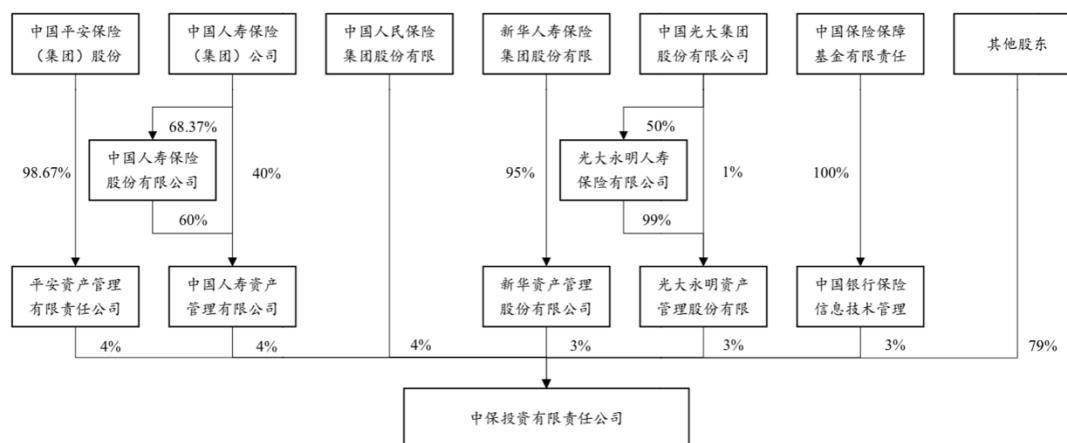 中国平安保险
（集团）股份
中国人寿保险
（集团）公司
中国人民保险
集团股份有限
新华人寿保险
集团股份有限
中国光大集团
股份有限公司
中国保险保障
基金有限责任
其他股东
68.37%
50%
中国人寿保险
股份有限公司
光大永明人寿
保险有限公司
98.67%
40%
95%
1%
100%
60%
99%
平安资产管理
有限责任公司
中国人寿资产
管理有限公司
新华资产管理
股份有限公司
光大永明资产
管理股份有限
中国银行保险
信息技术管理
4%
4%
4%
3%
3%
3%
79%
中保投资有限责任公司